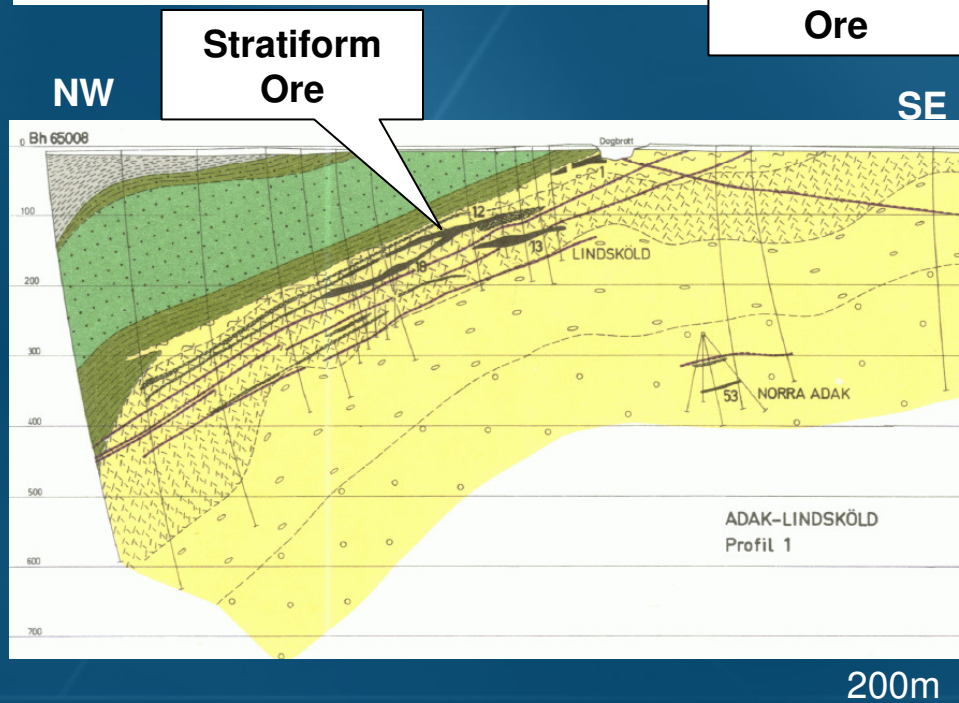 Ore
Stratiform
Ore
NW
SE
Bh 65008
Dagbrott
0
100
200
300
400
500
600
700
1
12
13
18
LINDSKÖLD
53
NORRA ADAK
ADAK-LINDSKÖLD
Profil 1
200m